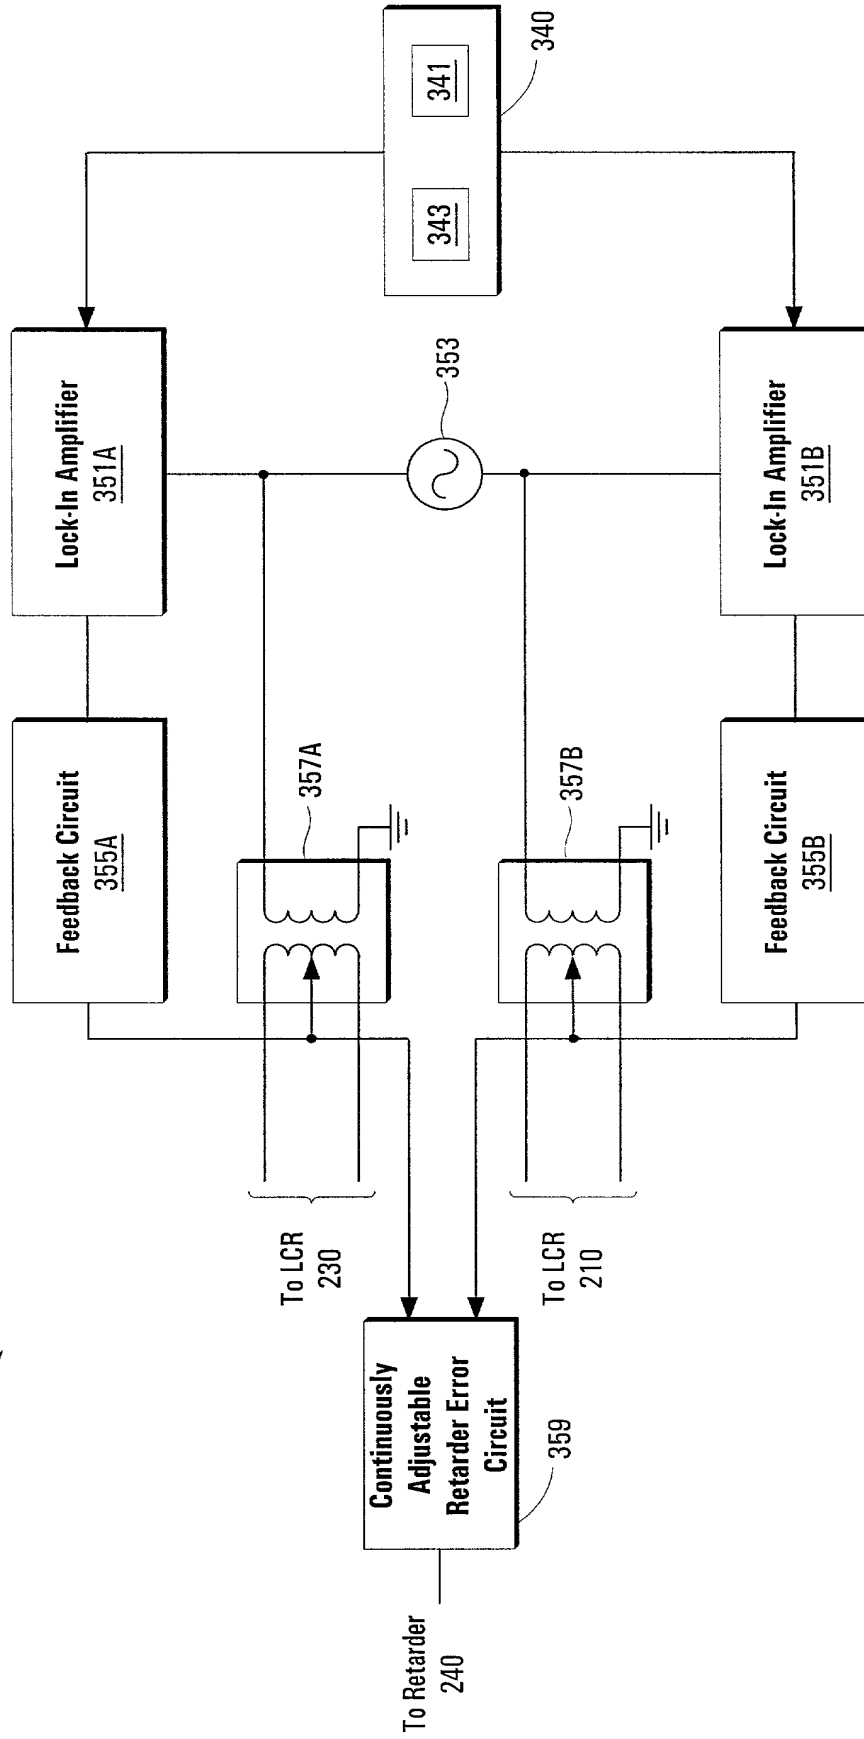 Feedback Circuit
355A
Lock-In Amplifier
351A
357A
To LCR
230
Continuously
Adjustable
Retarder Error
Circuit
359
To Retarder
240
353
343
341
340
357B
To LCR
210
Feedback Circuit
355B
Lock-In Amplifier
351B